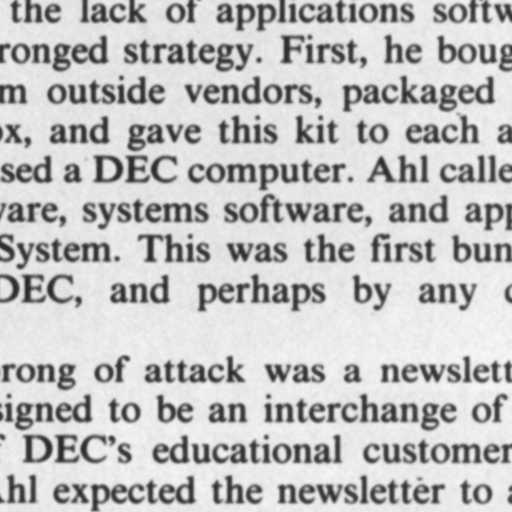 the lack of applications softw
ronged strategy. First, he boug
m outside vendors, packaged
ox, and gave this kit to each a
sed a DEC computer. Ahl calle
ware, systems software, and app
System. This was the first bun
DEC, and perhaps by any c
rong of attack was a newslett
signed to be an interchange of
f DEC's educational customer
Ahl expected the newsletter to a